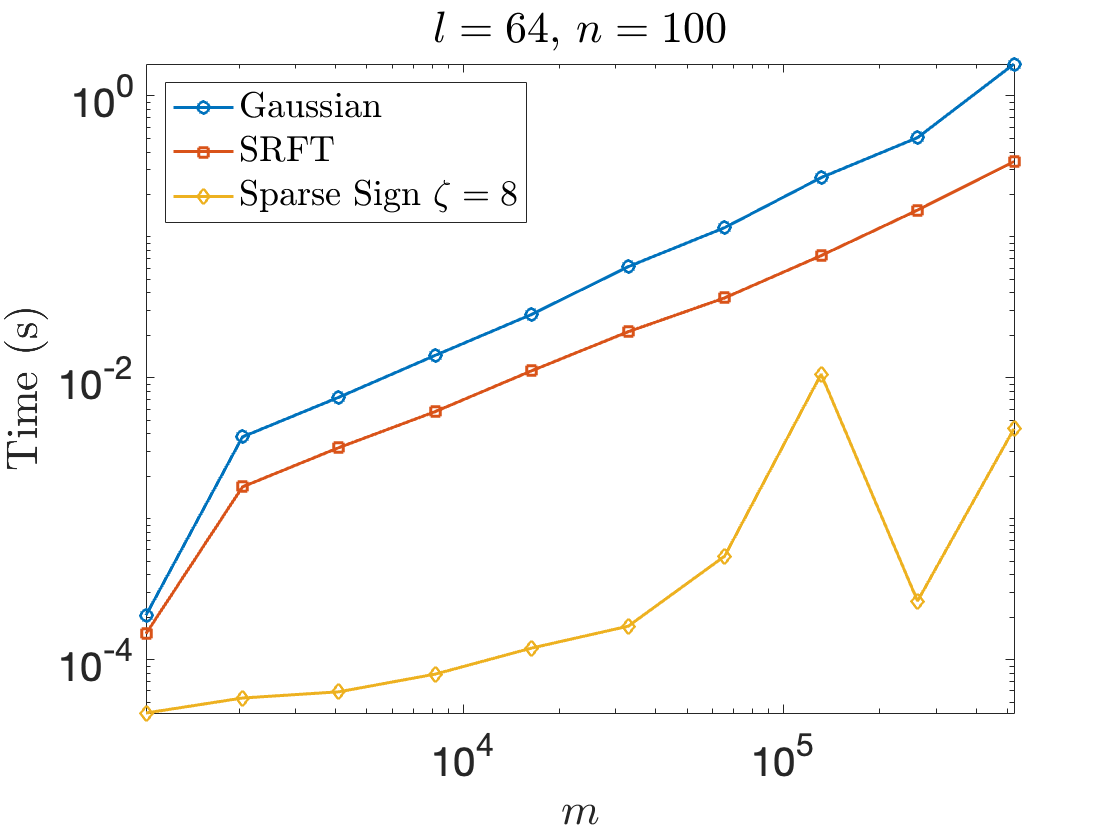 l = 64, n = 100
10^0
Gaussian
SRFT
Sparse Sign ζ = 8
Time (s)
10^-2
10^-4
10^4 10^5
m